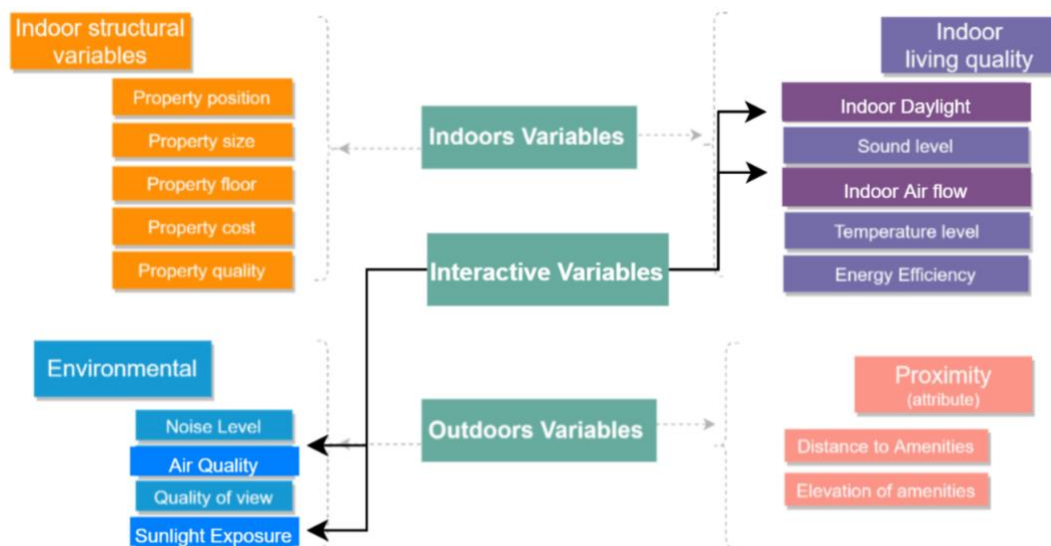 Indoor structural
variables
Property position
Property size
Property floor
Property cost
Property quality
Indoors Variables
Interactive Variables
Outdoors Variables
Indoor
living quality
Indoor Daylight
Sound level
Indoor Air flow
Temperature level
Energy Efficiency
Environmental
Noise Level
Air Quality
Quality of view
Sunlight Exposure
Proximity
(attribute)
Distance to Amenities
Elevation of amenities